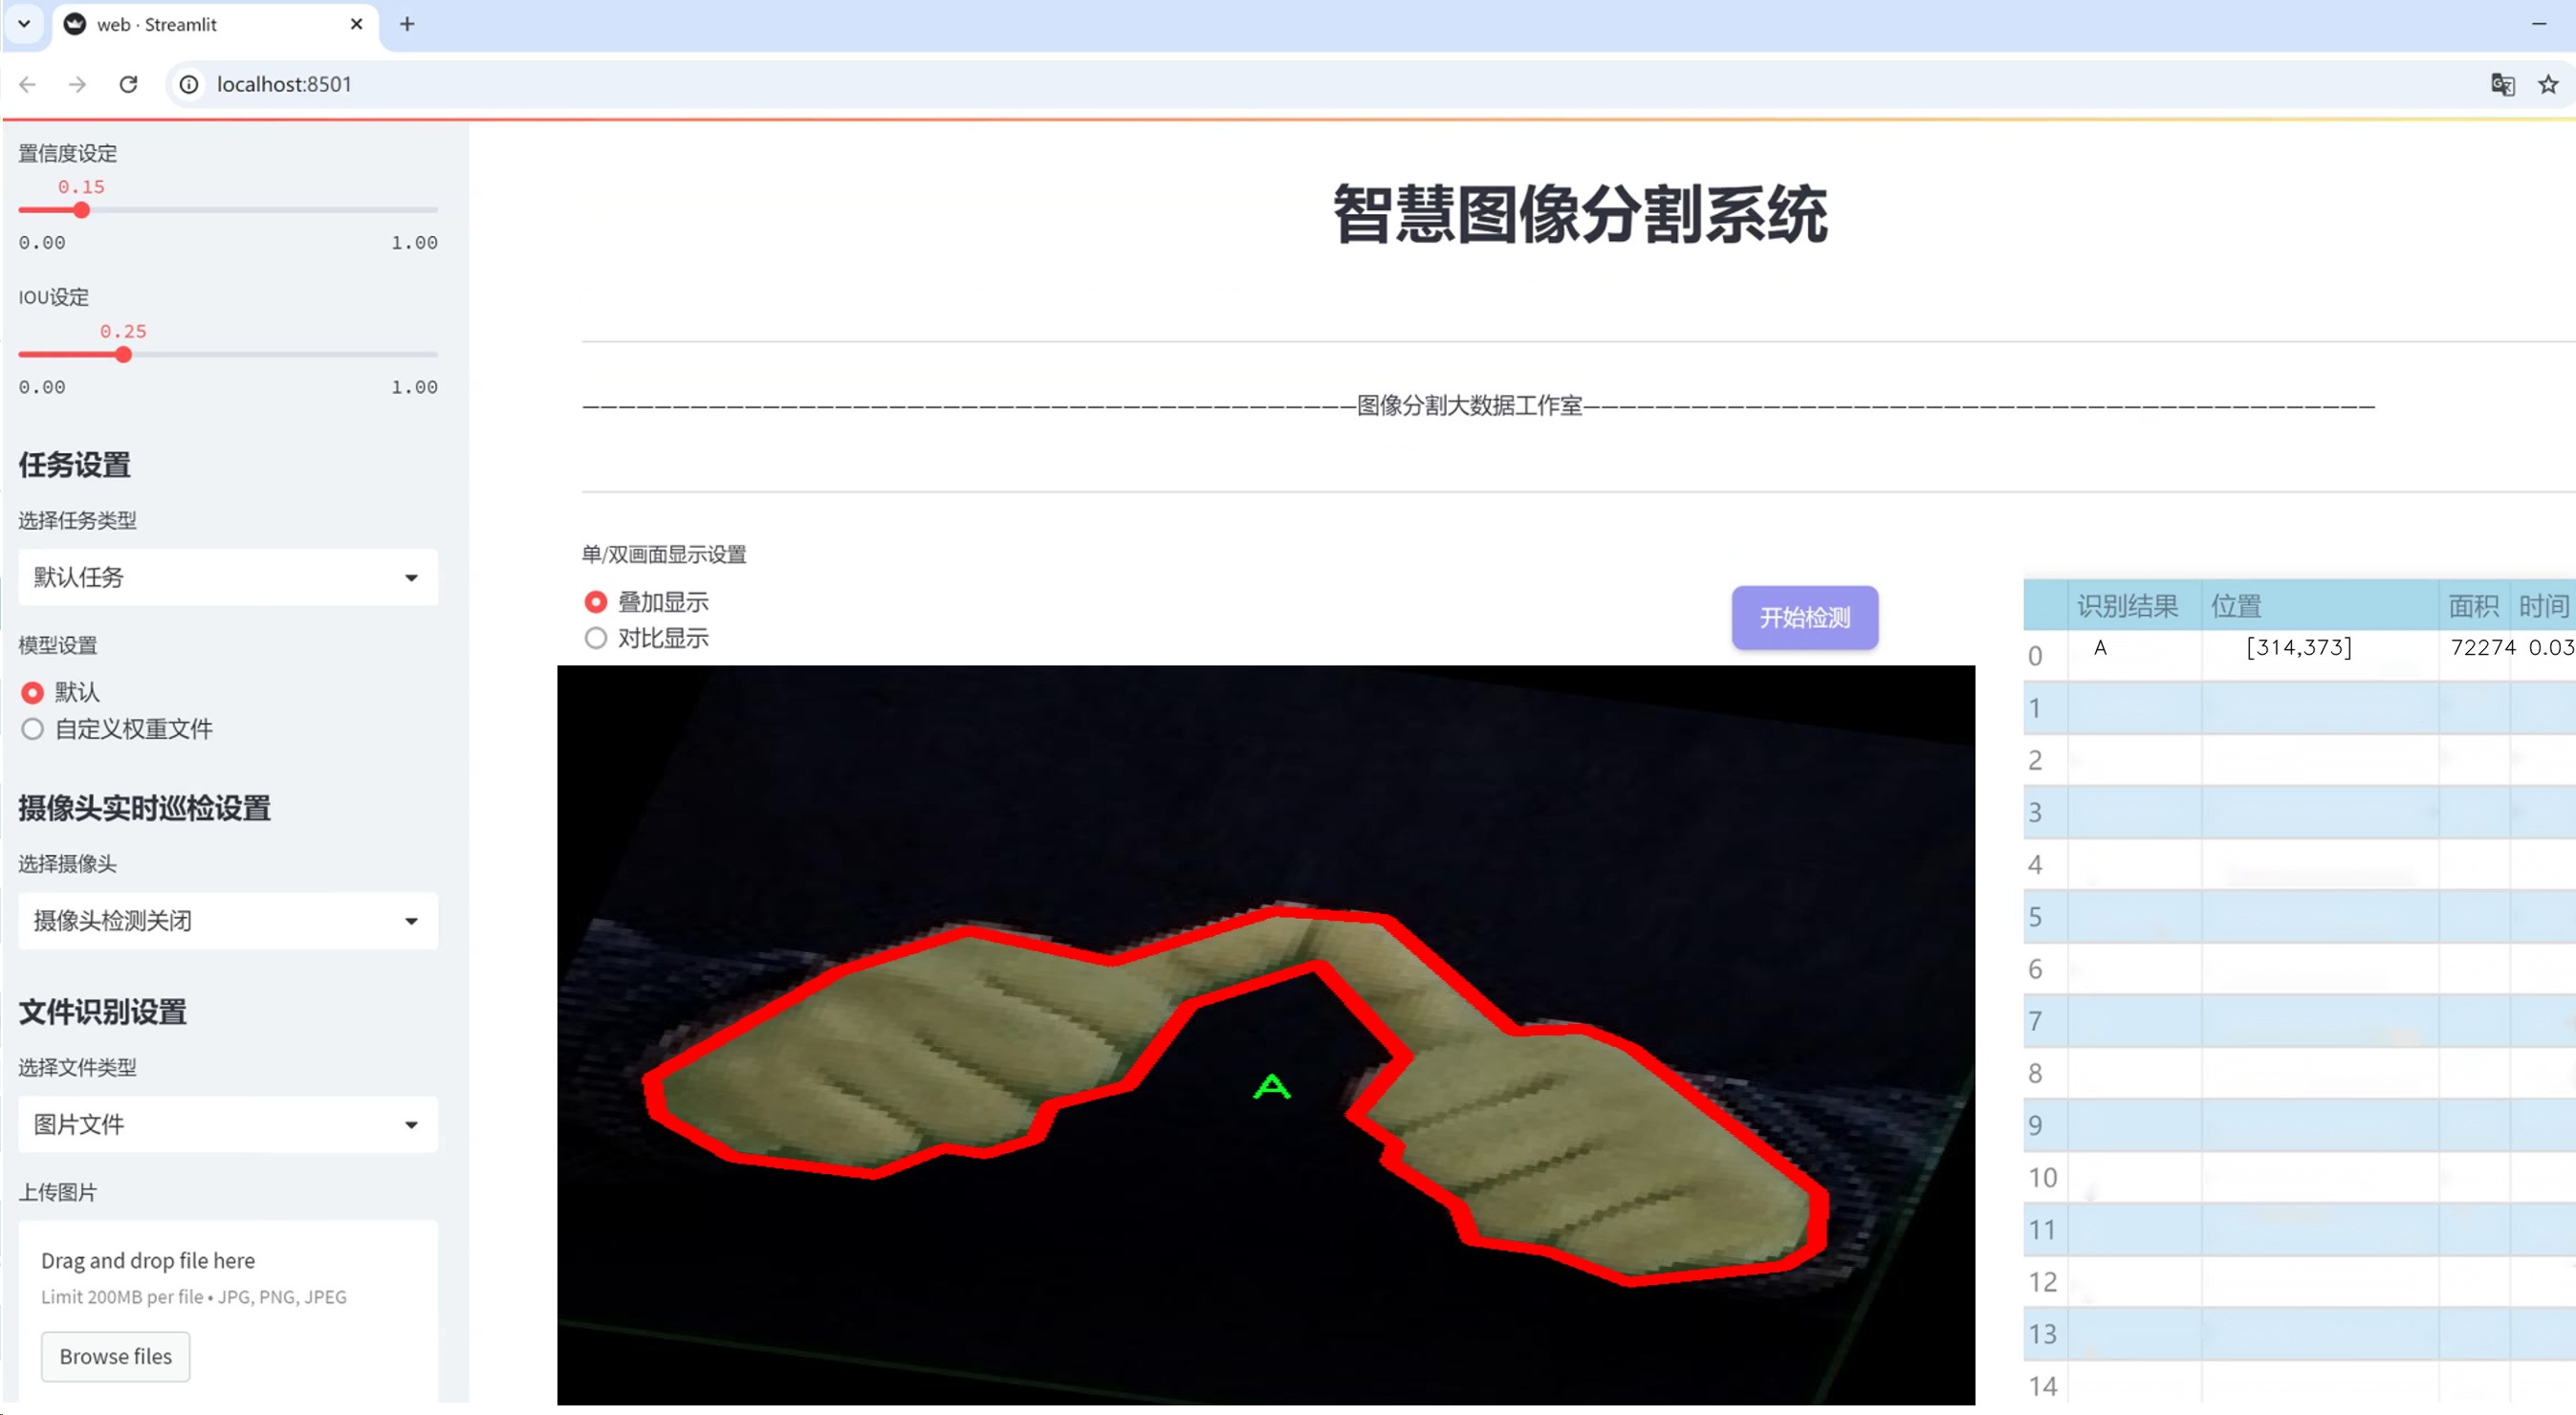 web · Streamlit
localhost:8501
置信度设定
0.15
0.00 1.00
IOU设定
0.25
0.00 1.00
任务设置
选择任务类型
默认任务
模型设置
默认
自定义权重文件
摄像头实时巡检设置
选择摄像头
摄像头检测关闭
文件识别设置
选择文件类型
图片文件
上传图片
Drag and drop file here
Limit 200MB per file • JPG, PNG, JPEG
Browse files
智慧图像分割系统
图像分割大数据工作室
单/双画面显示设置
叠加显示
对比显示
开始检测
A
识别结果 位置 面积 时间
0 A [314,373] 72274 0.03
1
2
3
4
5
6
7
8
9
10
11
12
13
14